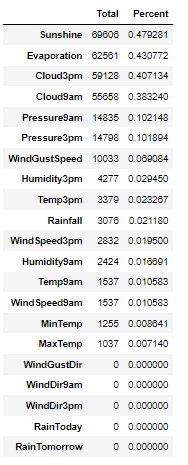 Total Percent
Sunshine 69606 0.479281
Evaporation 62561 0.430772
Cloud3pm 59128 0.407134
Cloud9am 55658 0.383240
Pressure9am 14835 0.102148
Pressure3pm 14798 0.101894
WindGustSpeed 10033 0.069084
Humidity3pm 4277 0.029450
Temp3pm 3379 0.023267
Rainfall 3076 0.021180
WindSpeed3pm 2832 0.019500
Humidity9am 2424 0.016691
Temp9am 1537 0.010583
WindSpeed9am 1537 0.010583
MinTemp 1255 0.008641
MaxTemp 1037 0.007140
WindGustDir 0 0.000000
WindDir9am 0 0.000000
WindDir3pm 0 0.000000
RainToday 0 0.000000
RainTomorrow 0 0.000000